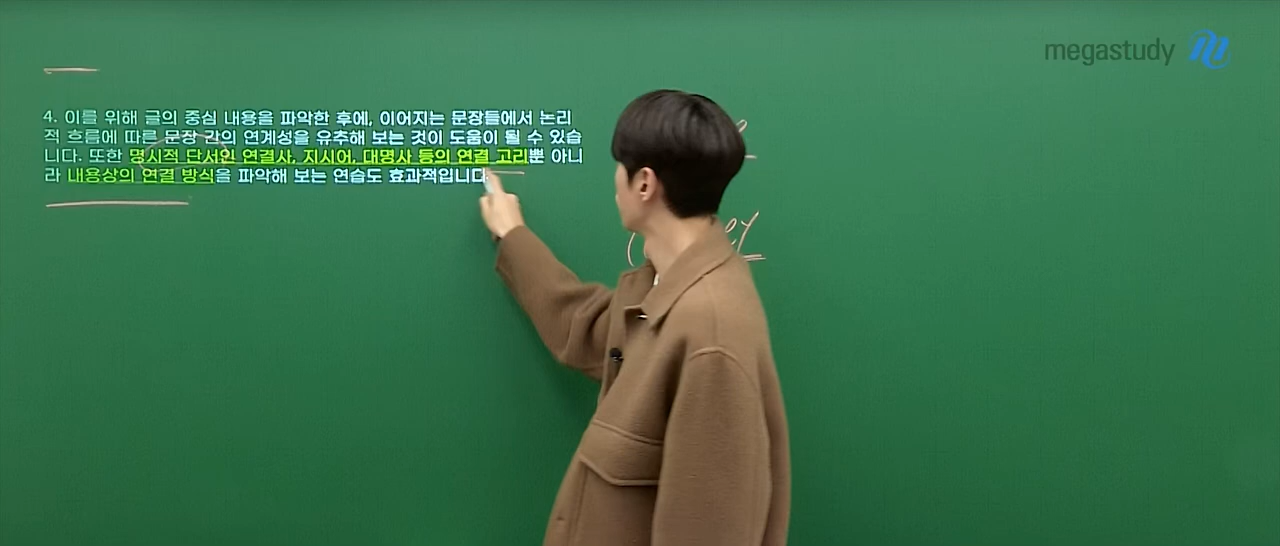 megastudy
4. 이를 위해 글의 중심 내용을 파악한 후에, 이어지는 문장들에서 논리
적 흐름에 따른 문장 간의 연계성을 유추해 보는 것이 도움이 될 수 있습
니다. 또한 명시적 단서인 연결사, 지시어, 대명사 등의 연결 고리뿐 아니
라 내용상의 연결 방식을 파악해 보는 연습도 효과적입니다.